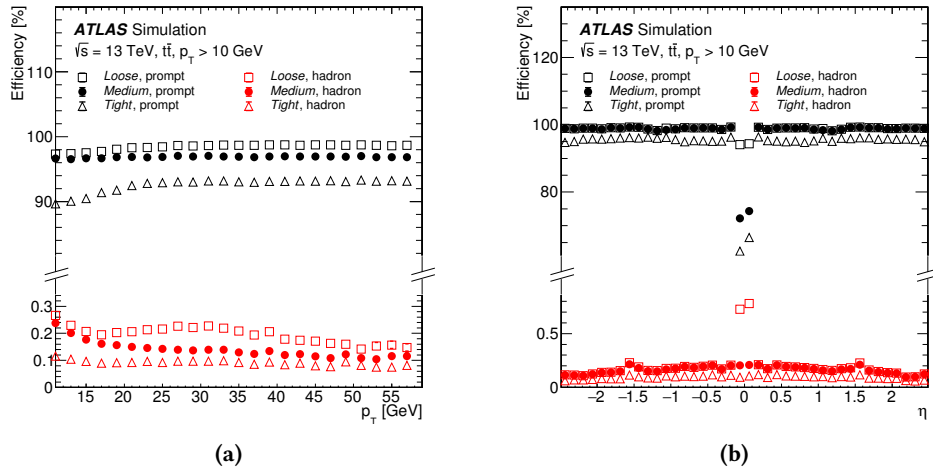 Efficiency [%]
ATLAS Simulation
√s = 13 TeV, tt̄, p_T > 10 GeV
Loose, prompt
Loose, hadron
Medium, prompt
Medium, hadron
Tight, prompt
Tight, hadron
120
100
90
0.3
0.2
0.1
0
15 20 25 30 35 40 45 50 55
p_T [GeV]
(a)
Efficiency [%]
ATLAS Simulation
√s = 13 TeV, tt̄, p_T > 10 GeV
Loose, prompt
Loose, hadron
Medium, prompt
Medium, hadron
Tight, prompt
Tight, hadron
120
100
80
0.5
0
−2 −1.5 −1 −0.5 0 0.5 1 1.5 2
η
(b)